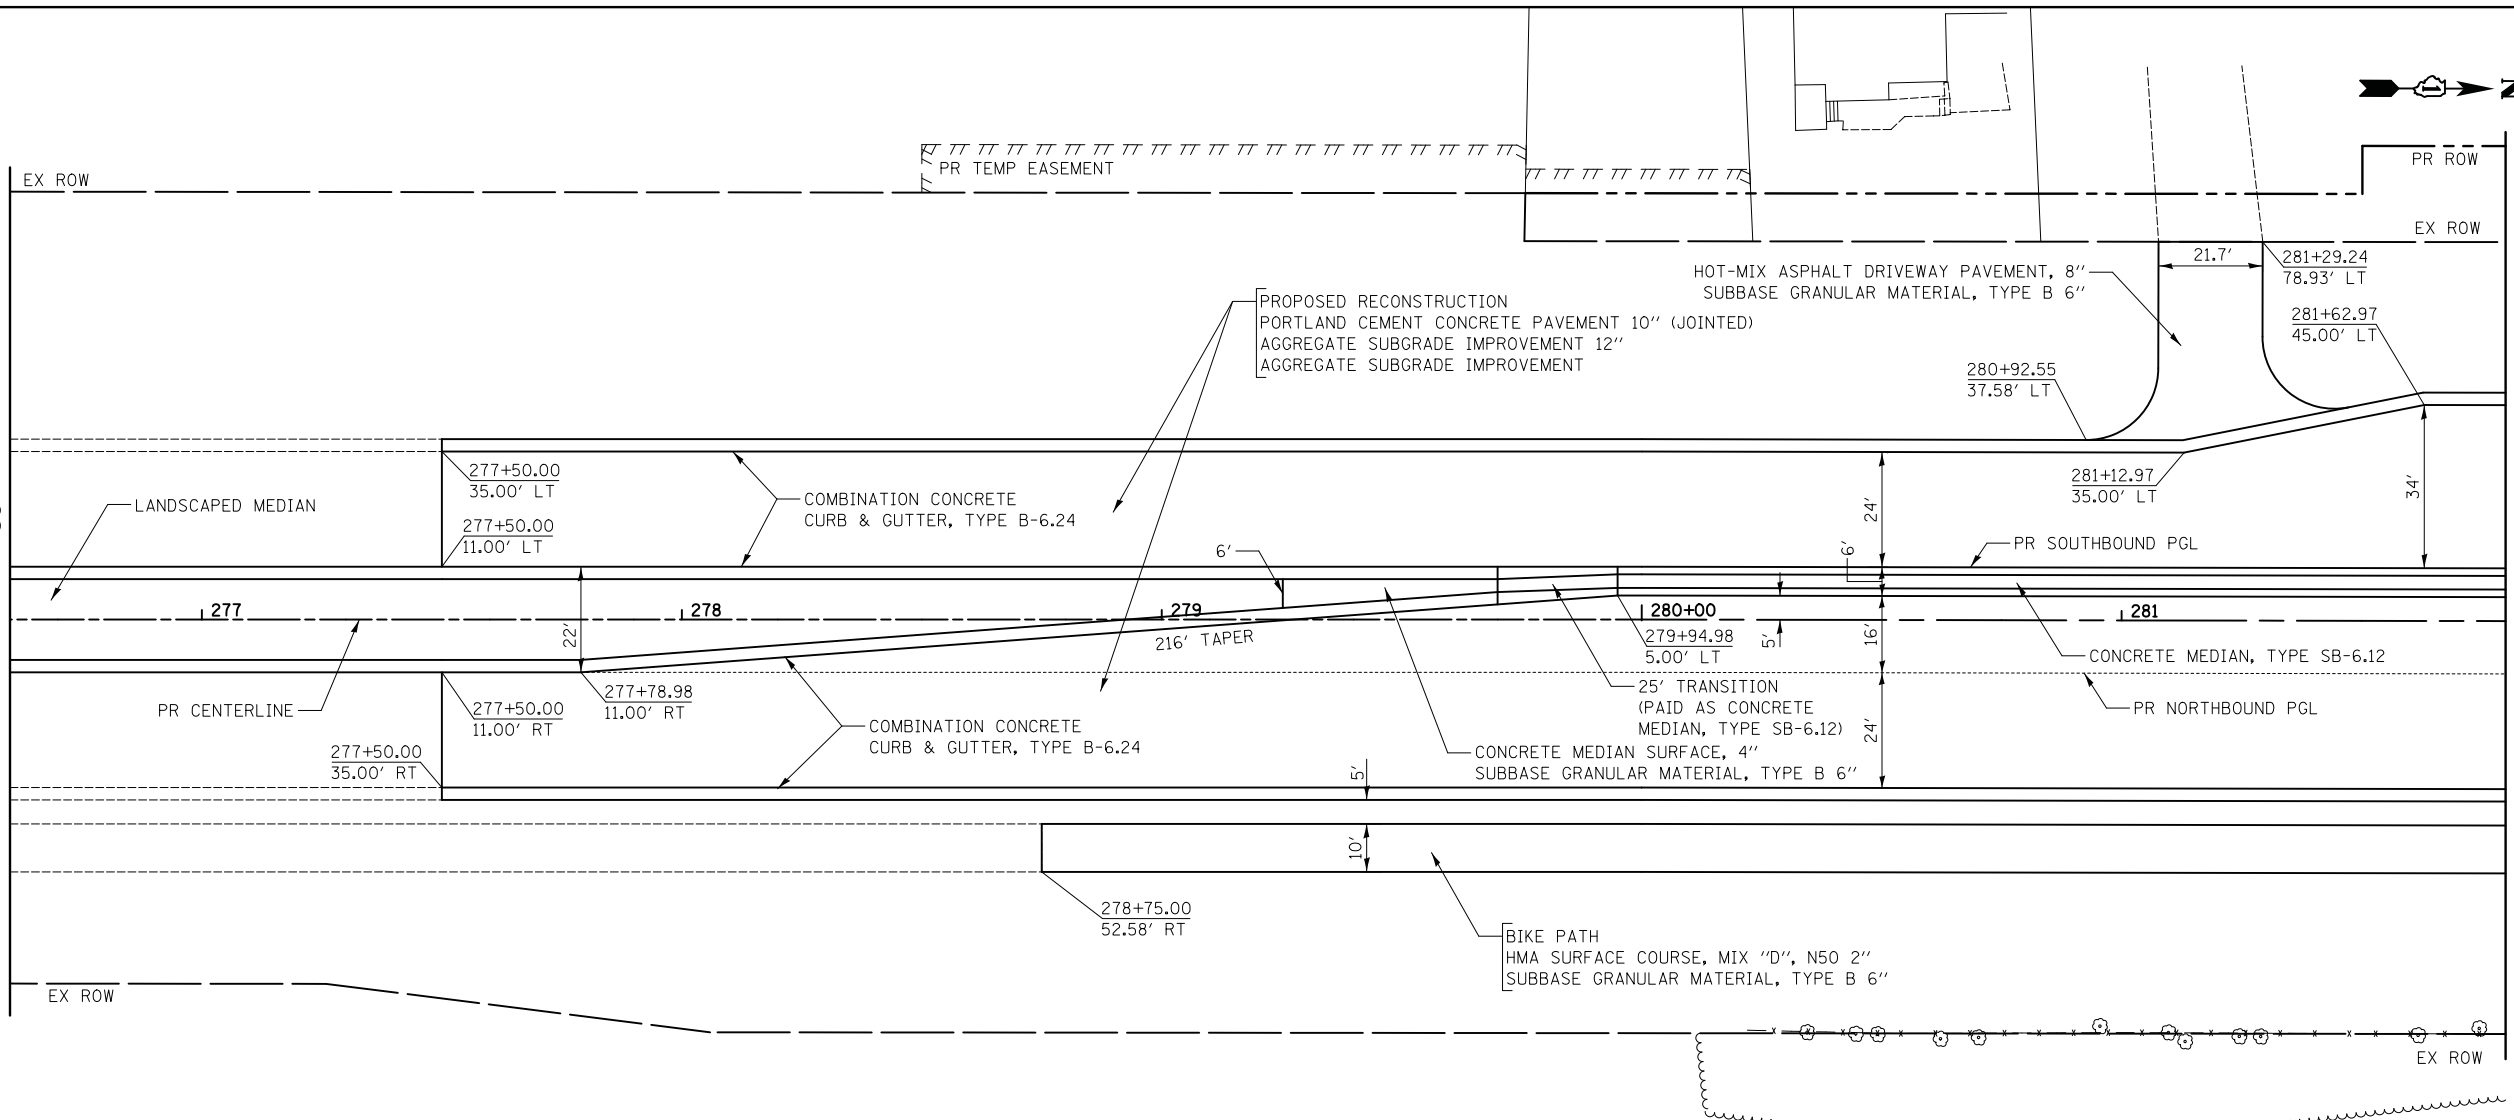 N
EX ROW
PR TEMP EASEMENT
PR ROW
EX ROW
21.7'
281+29.24
78.93' LT
HOT-MIX ASPHALT DRIVEWAY PAVEMENT, 8"
SUBBASE GRANULAR MATERIAL, TYPE B 6"
PROPOSED RECONSTRUCTION
PORTLAND CEMENT CONCRETE PAVEMENT 10" (JOINTED)
AGGREGATE SUBGRADE IMPROVEMENT 12"
AGGREGATE SUBGRADE IMPROVEMENT
281+62.97
45.00' LT
280+92.55
37.58' LT
277+50.00
35.00' LT
281+12.97
35.00' LT
34'
LANDSCAPED MEDIAN
COMBINATION CONCRETE
CURB & GUTTER, TYPE B-6.24
24'
277+50.00
11.00' LT
6'
6'
PR SOUTHBOUND PGL
277
278
279
280+00
281
22'
216' TAPER
279+94.98
5.00' LT
5'
16'
CONCRETE MEDIAN, TYPE SB-6.12
277+78.98
11.00' RT
25' TRANSITION
(PAID AS CONCRETE
MEDIAN, TYPE SB-6.12)
PR CENTERLINE
277+50.00
11.00' RT
PR NORTHBOUND PGL
COMBINATION CONCRETE
CURB & GUTTER, TYPE B-6.24
24'
277+50.00
35.00' RT
CONCRETE MEDIAN SURFACE, 4"
SUBBASE GRANULAR MATERIAL, TYPE B 6"
5'
10'
278+75.00
52.58' RT
BIKE PATH
HMA SURFACE COURSE, MIX "D", N50 2"
SUBBASE GRANULAR MATERIAL, TYPE B 6"
EX ROW
EX ROW